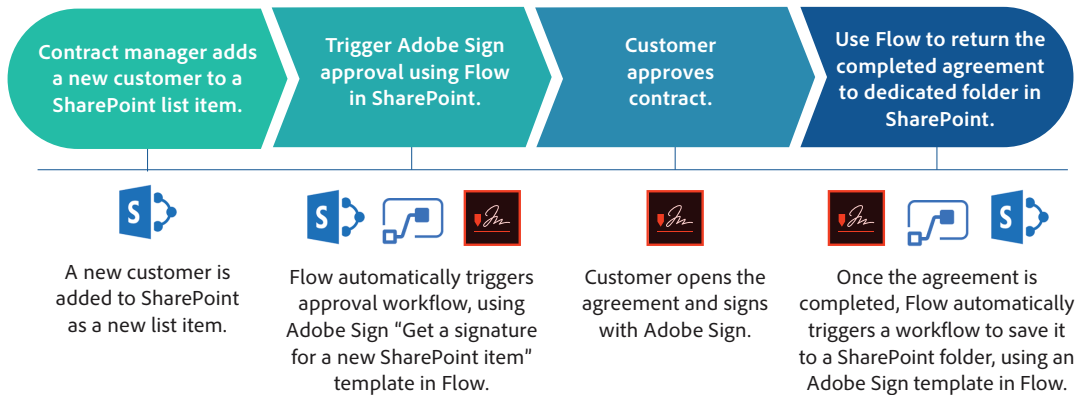 Contract manager adds
a new customer to a
SharePoint list item.
Trigger Adobe Sign
approval using Flow
in SharePoint.
Customer
approves
contract.
Use Flow to return the
completed agreement
to dedicated folder in
SharePoint.
S
S
S
A new customer is
added to SharePoint
as a new list item.
Flow automatically triggers
approval workflow, using
Adobe Sign “Get a signature
for a new SharePoint item”
template in Flow.
Customer opens the
agreement and signs
with Adobe Sign.
Once the agreement is
completed, Flow automatically
triggers a workflow to save it
to a SharePoint folder, using an
Adobe Sign template in Flow.